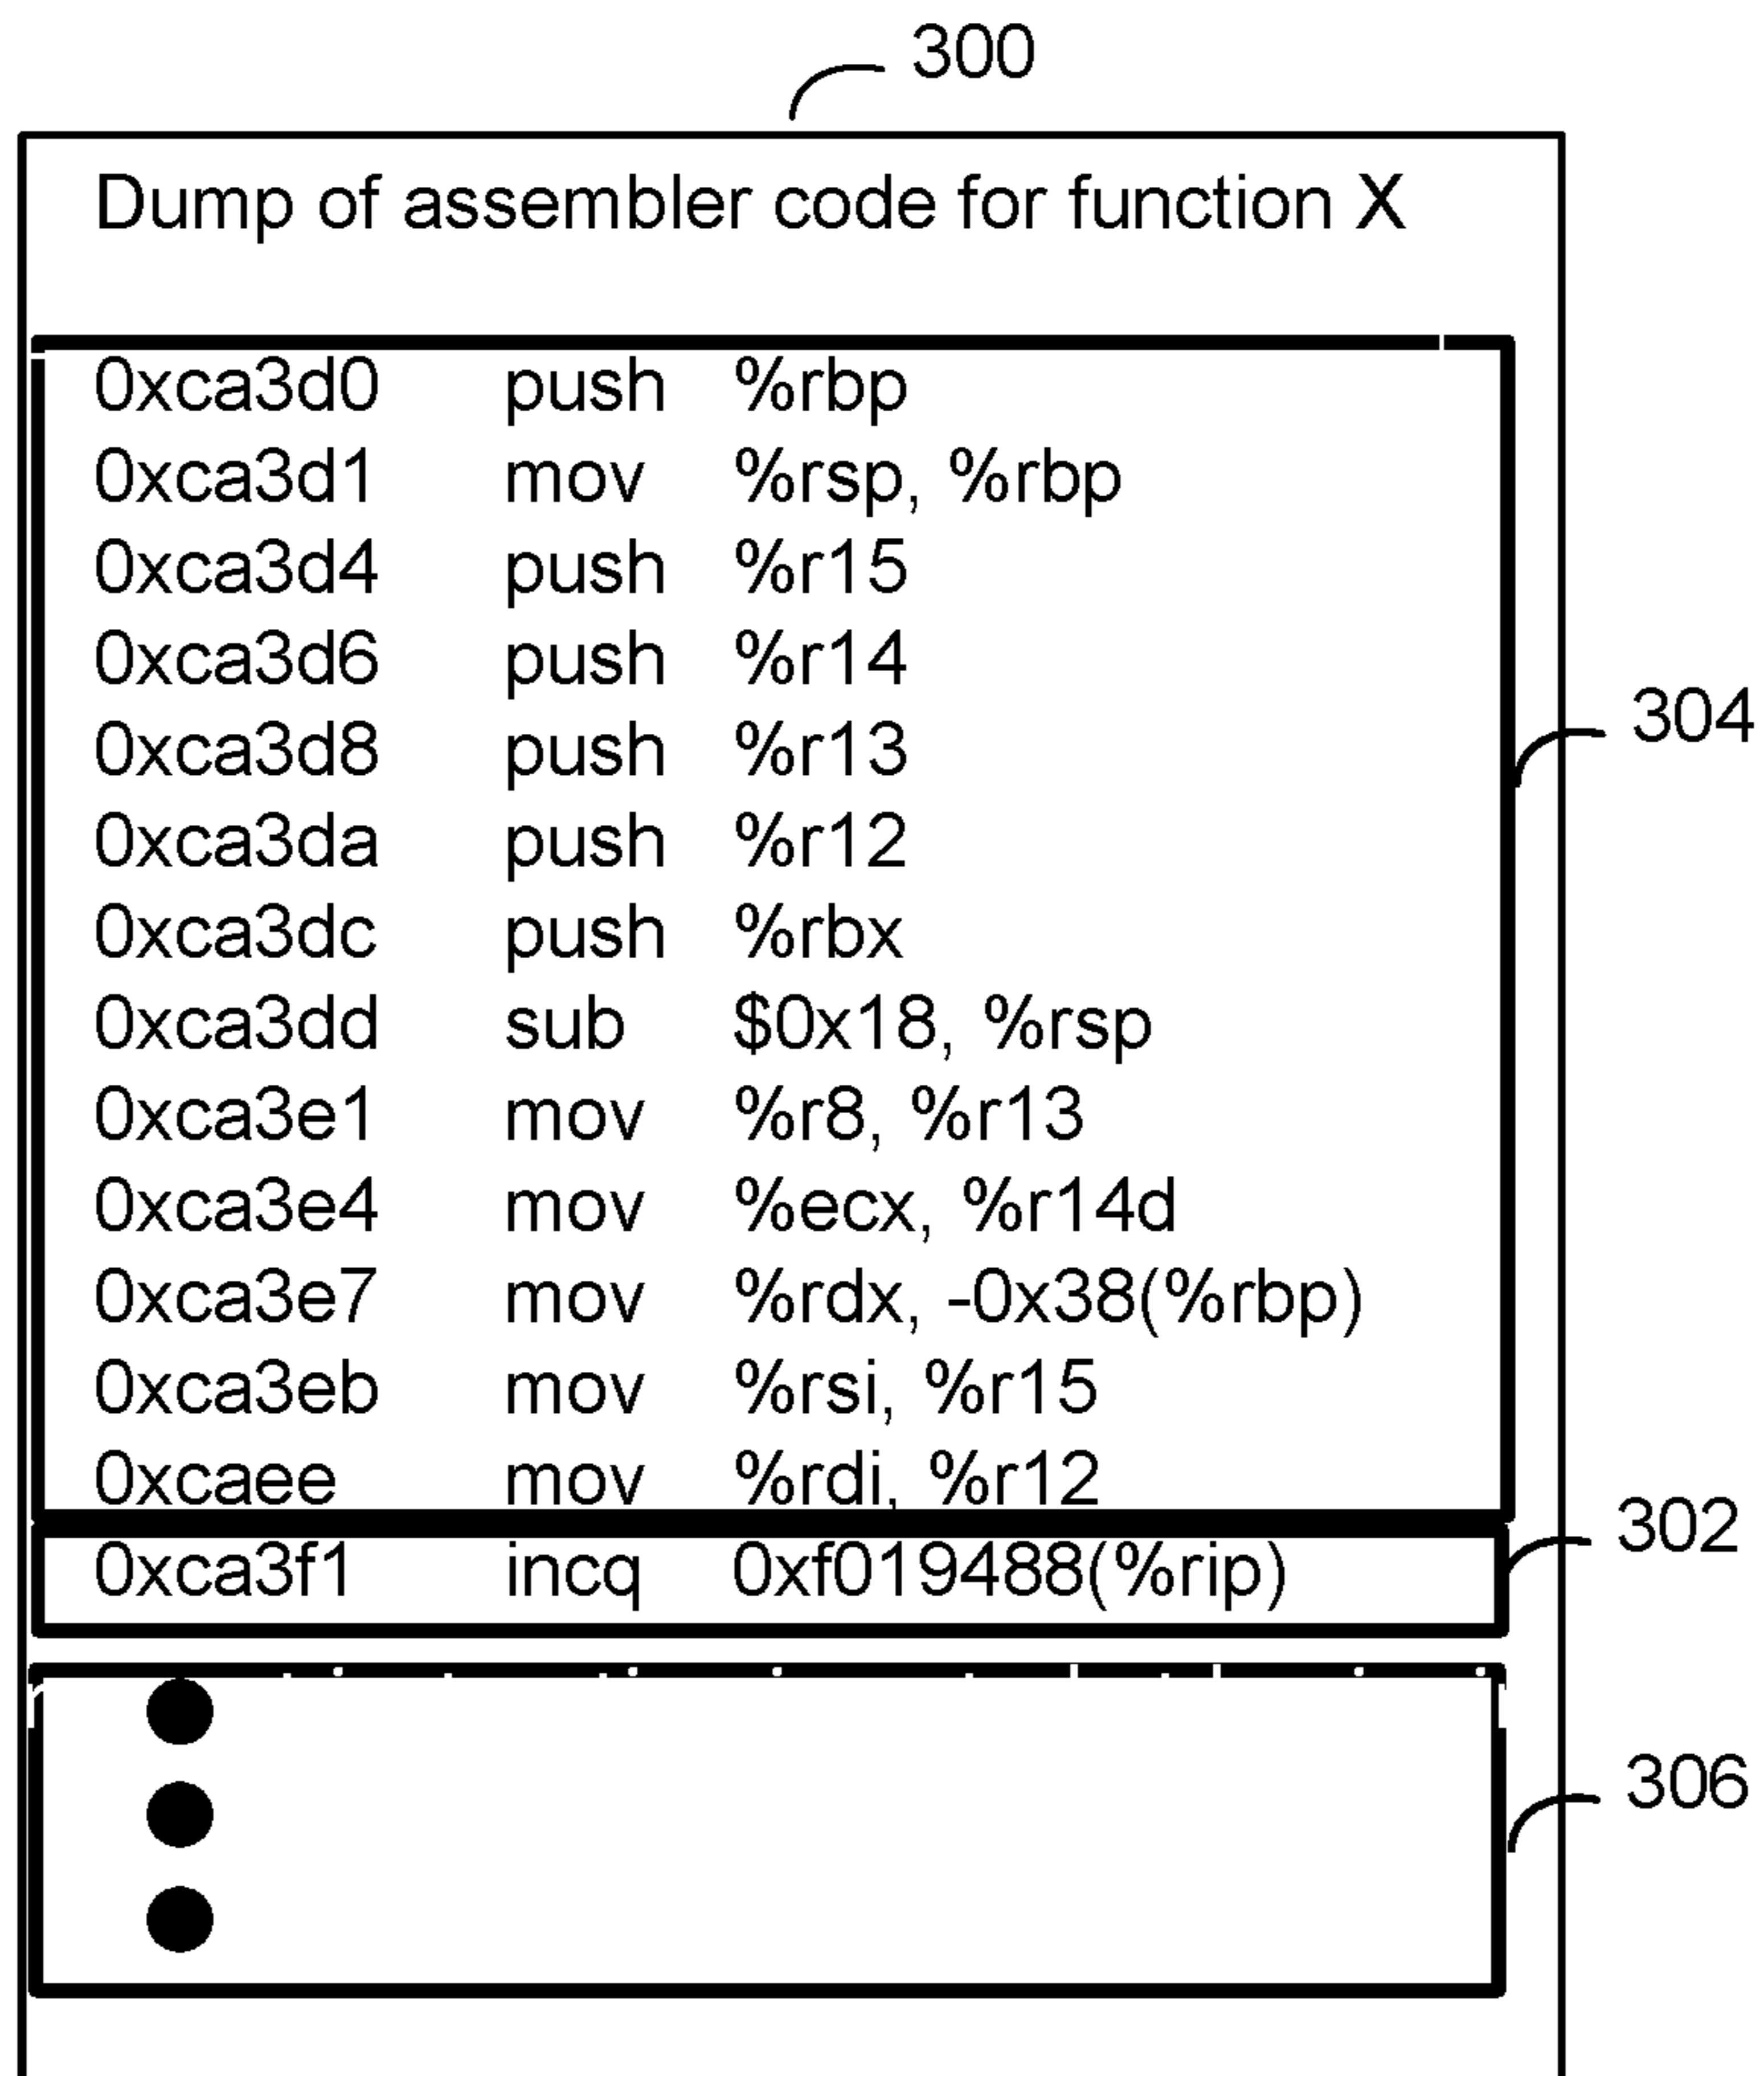 300
Dump of assembler code for function X
0xca3d0 push %rbp
0xca3d1 mov %rsp, %rbp
0xca3d4 push %r15
0xca3d6 push %r14
304
0xca3d8 push %r13
0xca3da push %r12
0xca3dc push %rbx
0xca3dd sub $0x18, %rsp
0xca3e1 mov %r8, %r13
0xca3e4 mov %ecx, %r14d
0xca3e7 mov %rdx, -0x38(%rbp)
0xca3eb mov %rsi, %r15
0xcaee mov %rdi, %r12
302
0xca3f1 incq 0xf019488(%rip)
306